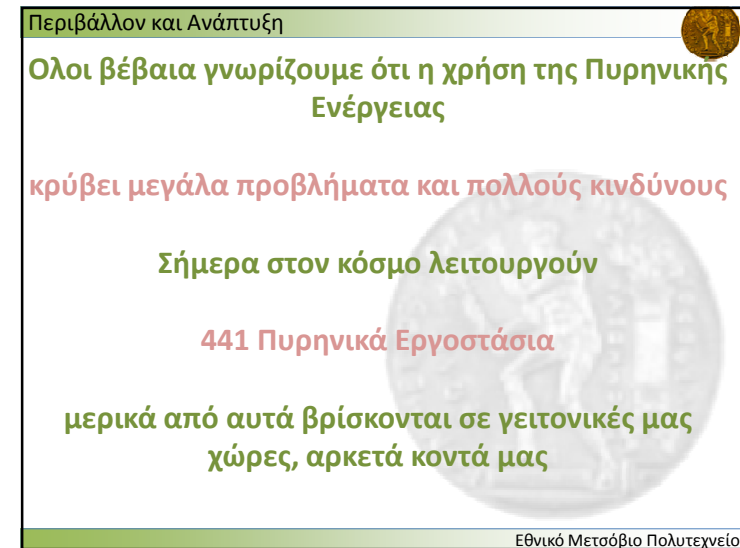 Περιβάλλον και Ανάπτυξη
Ολοι βέβαια γνωρίζουμε ότι η χρήση της Πυρηνικής
Ενέργειας
κρύβει μεγάλα προβλήματα και πολλούς κινδύνους
Σήμερα στον κόσμο λειτουργούν
441 Πυρηνικά Εργοστάσια
μερικά από αυτά βρίσκονται σε γειτονικές μας
χώρες, αρκετά κοντά μας
Εθνικό Μετσόβιο Πολυτεχνείο